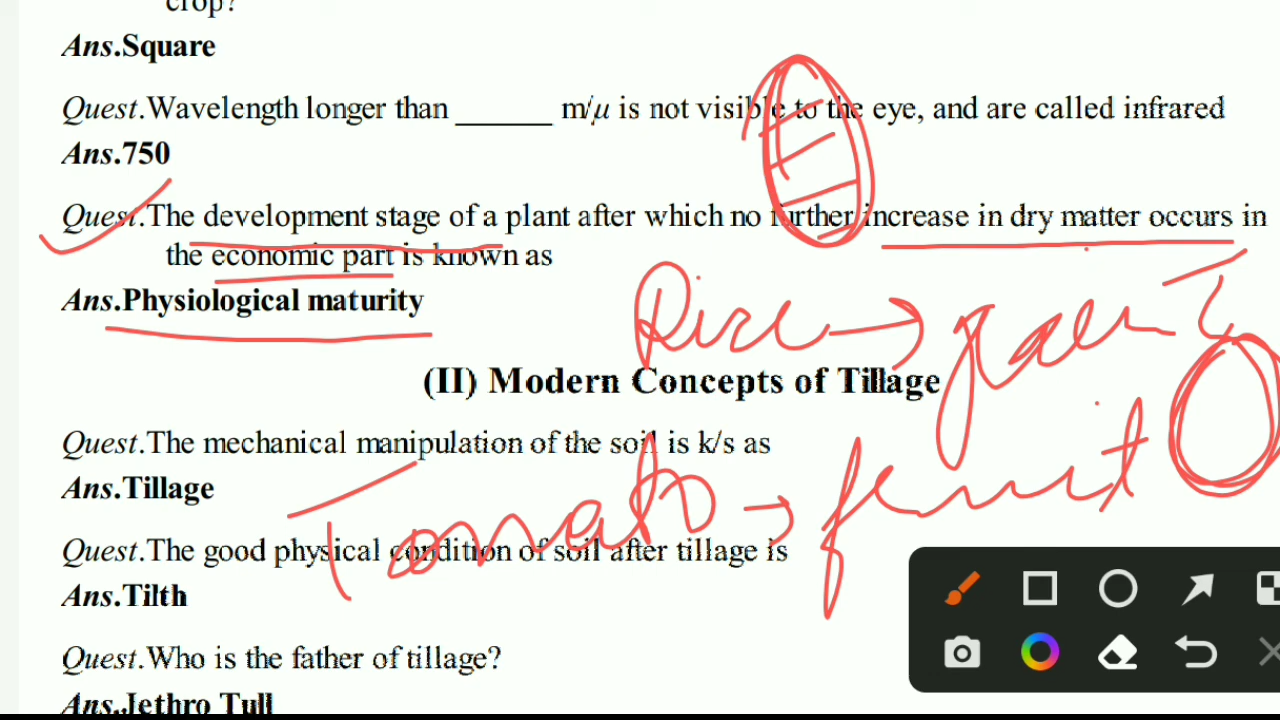 crop?
Ans.Square
Quest.Wavelength longer than ______ m/μ is not visible to the eye, and are called infrared
Ans.750
Quest.The development stage of a plant after which no further increase in dry matter occurs in
the economic part is known as
Ans.Physiological maturity
Rice → grain
(II) Modern Concepts of Tillage
Quest.The mechanical manipulation of the soil is k/s as
Ans.Tillage
Tomato → fruit
Quest.The good physical condition of soil after tillage is
Ans.Tilth
Quest.Who is the father of tillage?
Ans.Jethro Tull